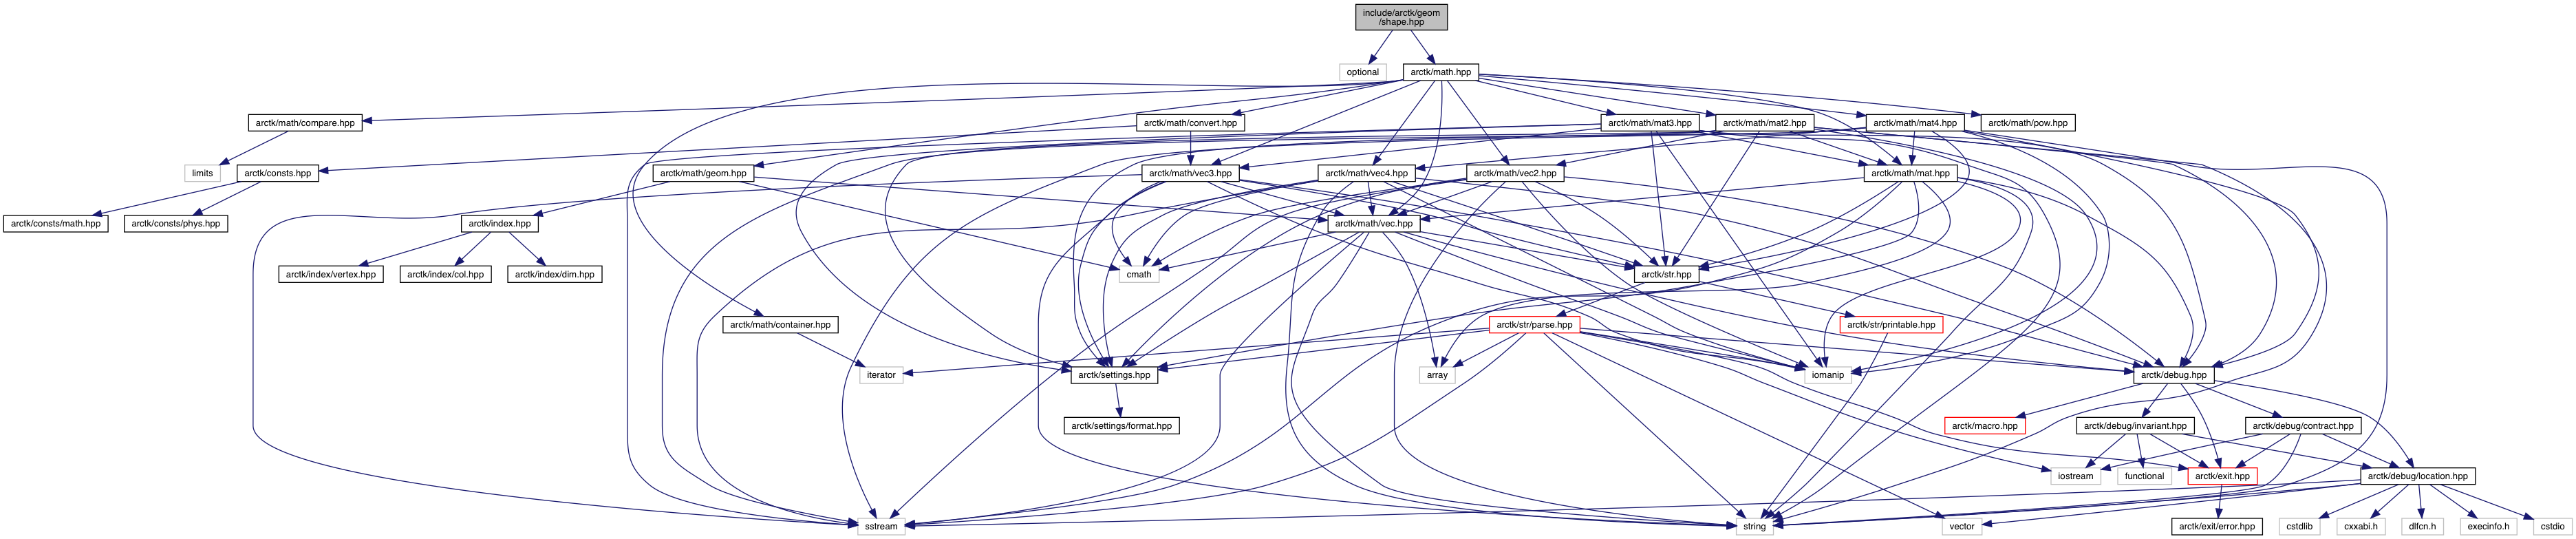 include/arctk/geom
/shape.hpp
optional
arctk/math.hpp
arctk/math/compare.hpp
arctk/math/convert.hpp
arctk/math/mat3.hpp
arctk/math/mat2.hpp
arctk/math/mat4.hpp
arctk/math/pow.hpp
limits
arctk/consts.hpp
arctk/math/geom.hpp
arctk/math/vec3.hpp
arctk/math/vec4.hpp
arctk/math/vec2.hpp
arctk/math/mat.hpp
arctk/consts/math.hpp
arctk/consts/phys.hpp
arctk/index.hpp
arctk/math/vec.hpp
arctk/index/vertex.hpp
arctk/index/col.hpp
arctk/index/dim.hpp
cmath
arctk/str.hpp
arctk/math/container.hpp
arctk/str/parse.hpp
arctk/str/printable.hpp
iterator
arctk/settings.hpp
array
iomanip
arctk/debug.hpp
arctk/settings/format.hpp
arctk/macro.hpp
arctk/debug/invariant.hpp
arctk/debug/contract.hpp
iostream
functional
arctk/exit.hpp
arctk/debug/location.hpp
sstream
string
vector
arctk/exit/error.hpp
cstdlib
cxxabi.h
dlfcn.h
execinfo.h
cstdio